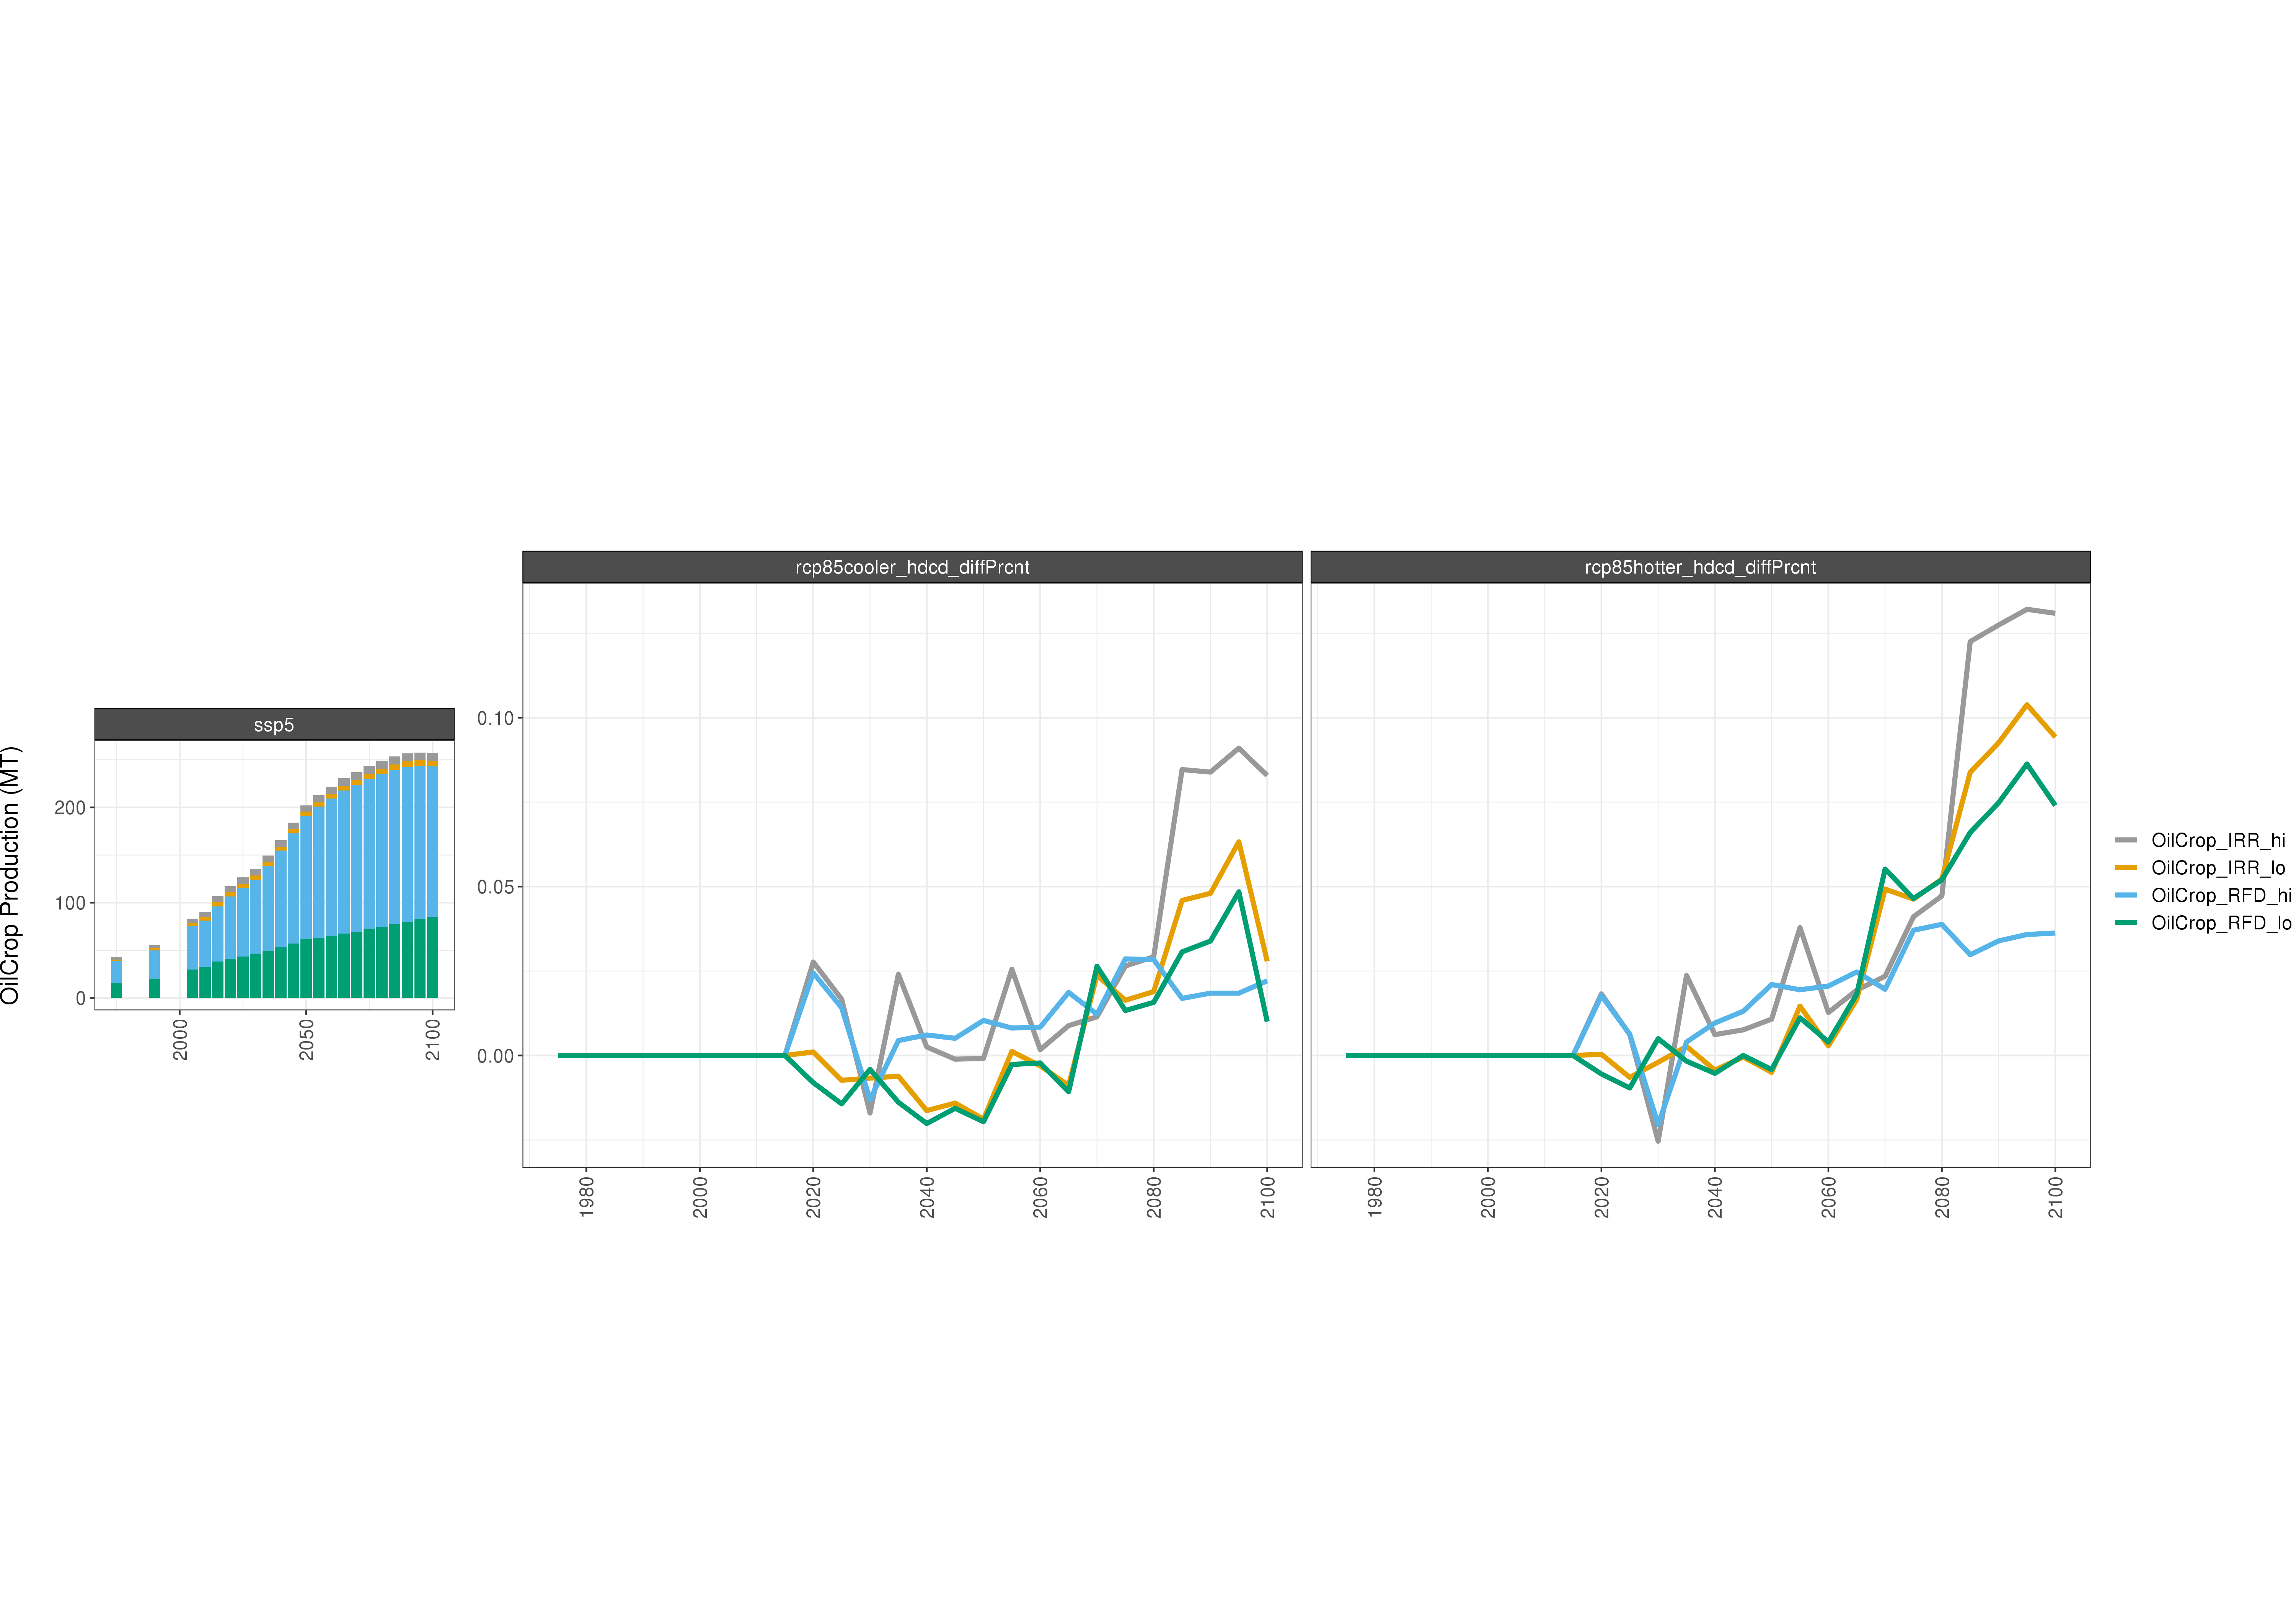 OilCrop Production (MT)
ssp5
200
100
0
2000
2050
2100
rcp85cooler_hdcd_diffPrcnt
rcp85hotter_hdcd_diffPrcnt
0.10
0.05
0.00
1980
2000
2020
2040
2060
2080
2100
1980
2000
2020
2040
2060
2080
2100
OilCrop_IRR_hi
OilCrop_IRR_lo
OilCrop_RFD_hi
OilCrop_RFD_lo